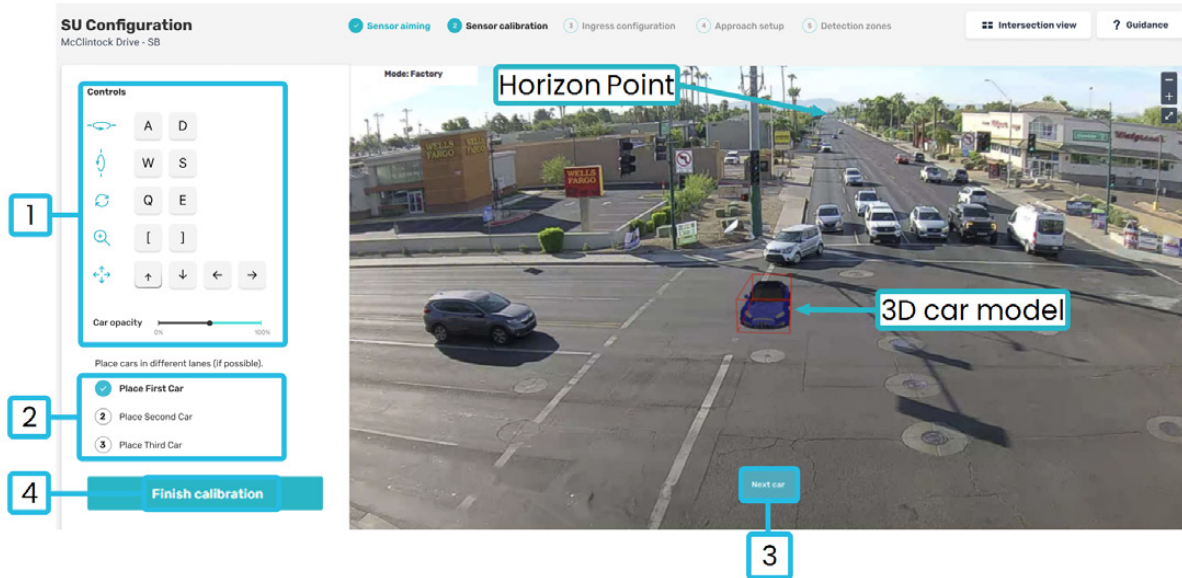 SU Configuration
McClintock Drive - SB
Sensor aiming
2 Sensor calibration
3 Ingress configuration
4 Approach setup
5 Detection zones
Intersection view
? Guidance
Controls
A D
W S
Q E
[ ]
↑ ↓ ← →
Car opacity
0% 100%
Place cars in different lanes (if possible).
Place First Car
2 Place Second Car
3 Place Third Car
Finish calibration
1
2
4
Mode: Factory
Horizon Point
WELLS
FARGO
WELLS
FARGO
Walgreens
3D car model
Next car
3